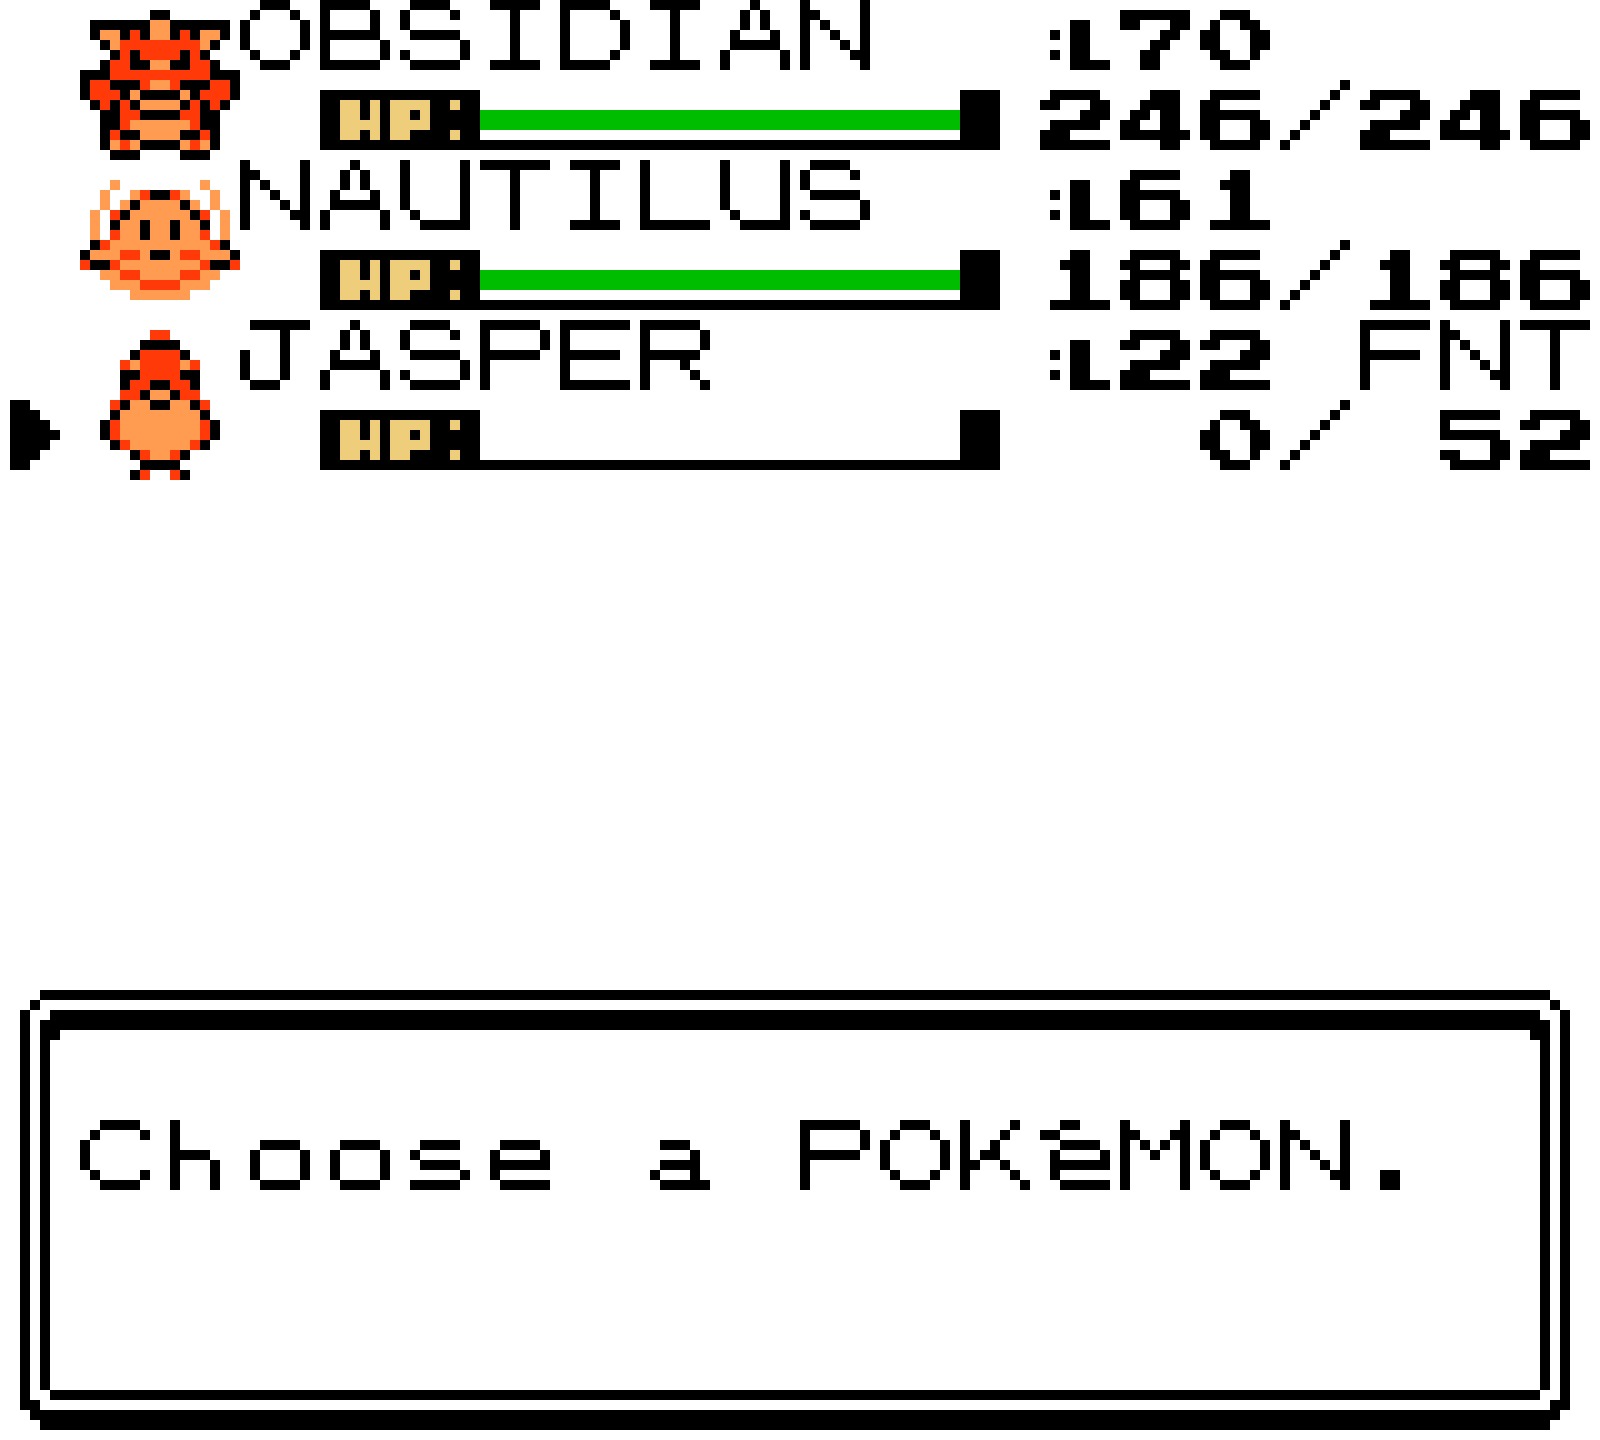 OBSIDIAN :L70
HP: 246/246
NAUTILUS :L61
HP: 186/186
JASPER :L22 FNT
HP: 0/ 52
Choose a POKéMON.